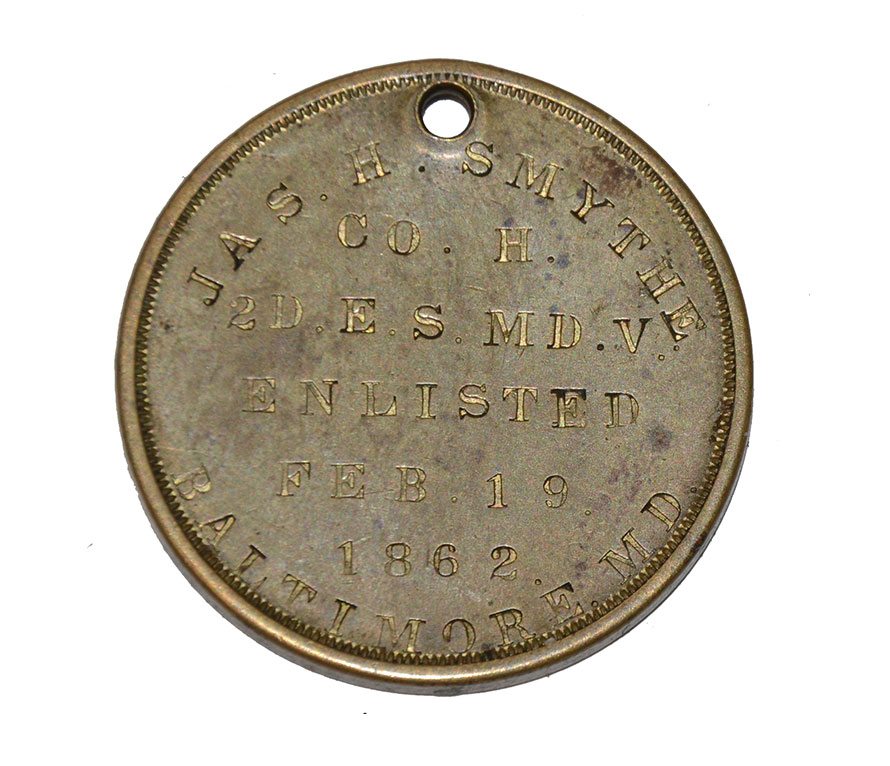 JAS. H. SMYTHE
CO. H.
2D. E. S. MD. V.
ENLISTED
FEB. 19.
1862.
BALTIMORE. MD.